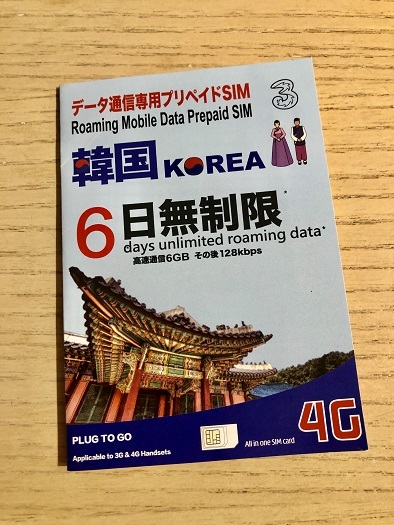 データ通信専用プリペイドSIM
Roaming Mobile Data Prepaid SIM
3
韓国 KOREA
6日無制限*
days unlimited roaming data*
高速通信6GB その後128kbps
4G
PLUG TO GO
Applicable to 3G & 4G Handsets
All in one SIM card